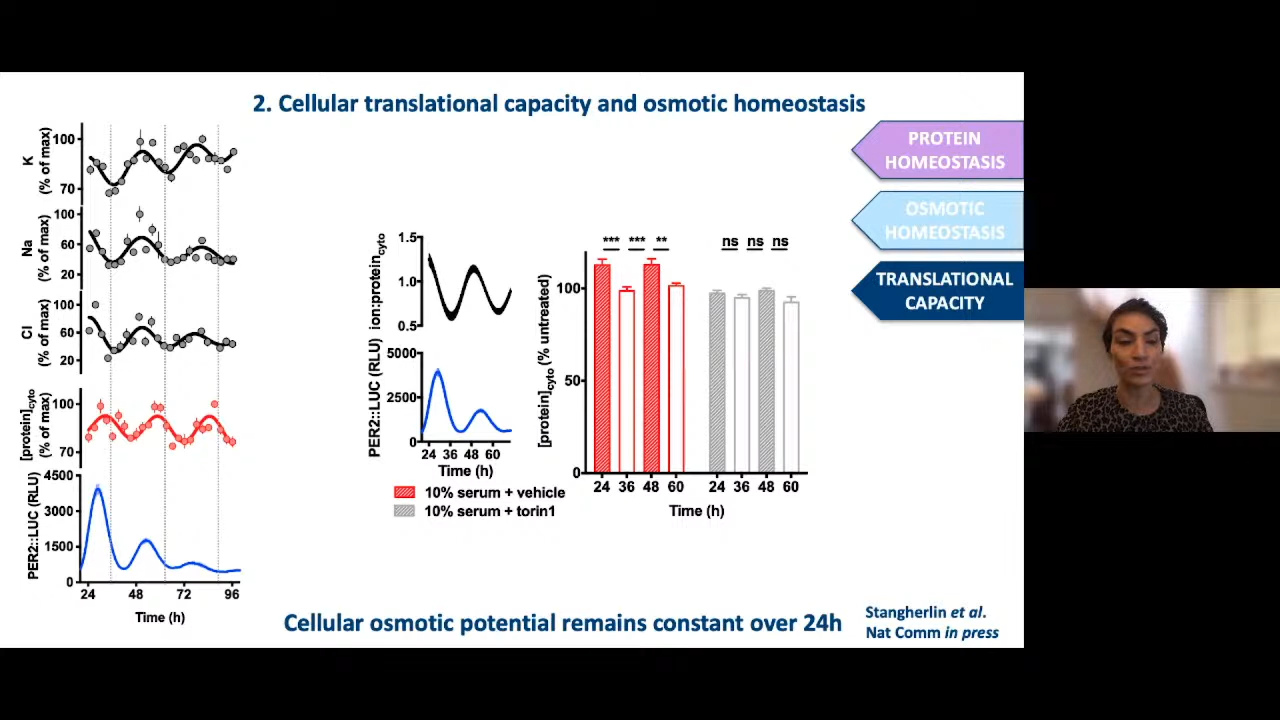 2. Cellular translational capacity and osmotic homeostasis
PROTEIN
HOMEOSTASIS
OSMOTIC
HOMEOSTASIS
TRANSLATIONAL
CAPACITY
K
(% of max)
100
70
Na
(% of max)
100
60
20
Cl
(% of max)
100
60
20
[protein]cyto
(% of max)
100
70
PER2::LUC (RLU)
4500
3000
1500
0
24 48 72 96
Time (h)
ion:proteincyto
1.5
1.0
0.5
PER2::LUC (RLU)
5000
2500
0
24 36 48 60
Time (h)
10% serum + vehicle
10% serum + torin1
[protein]cyto (% untreated)
100
50
0
*** *** ** ns ns ns
24 36 48 60 24 36 48 60
Time (h)
Cellular osmotic potential remains constant over 24h
Stangherlin et al.
Nat Comm in press